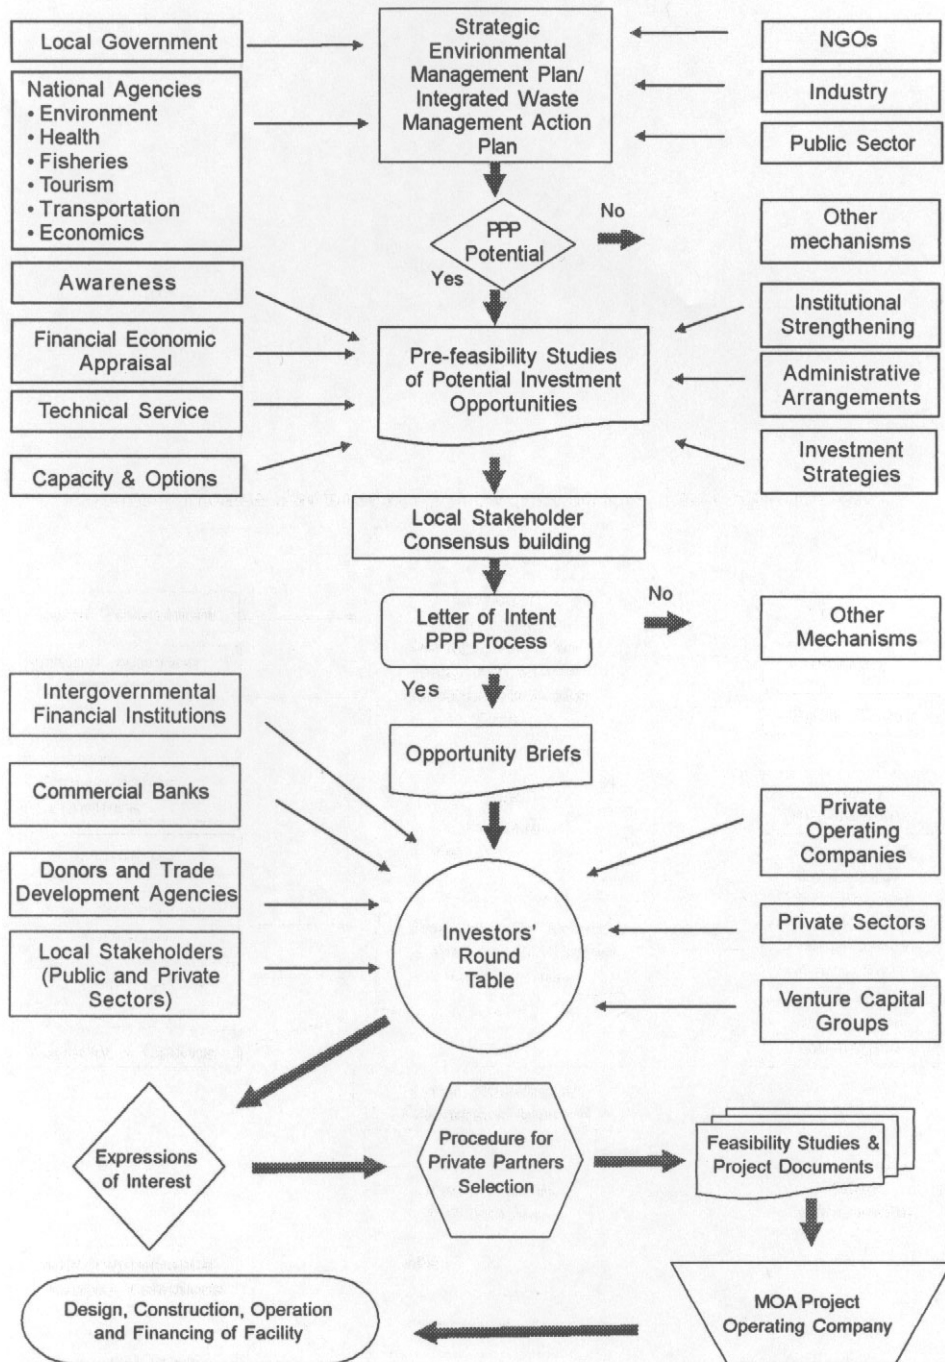 Local Government
National Agencies
• Environment
• Health
• Fisheries
• Tourism
• Transportation
• Economics
Strategic
Envirionmental
Management Plan/
Integrated Waste
Management Action
Plan
NGOs
Industry
Public Sector
PPP
Potential
No
Other
mechanisms
Yes
Awareness
Financial Economic
Appraisal
Technical Service
Capacity & Options
Pre-feasibility Studies
of Potential Investment
Opportunities
Institutional
Strengthening
Administrative
Arrangements
Investment
Strategies
Local Stakeholder
Consensus building
Letter of Intent
PPP Process
No
Other
Mechanisms
Yes
Opportunity Briefs
Intergovernmental
Financial Institutions
Commercial Banks
Donors and Trade
Development Agencies
Local Stakeholders
(Public and Private
Sectors)
Investors'
Round
Table
Private
Operating
Companies
Private Sectors
Venture Capital
Groups
Expressions
of Interest
Procedure for
Private Partners
Selection
Feasibility Studies &
Project Documents
MOA Project
Operating Company
Design, Construction, Operation
and Financing of Facility